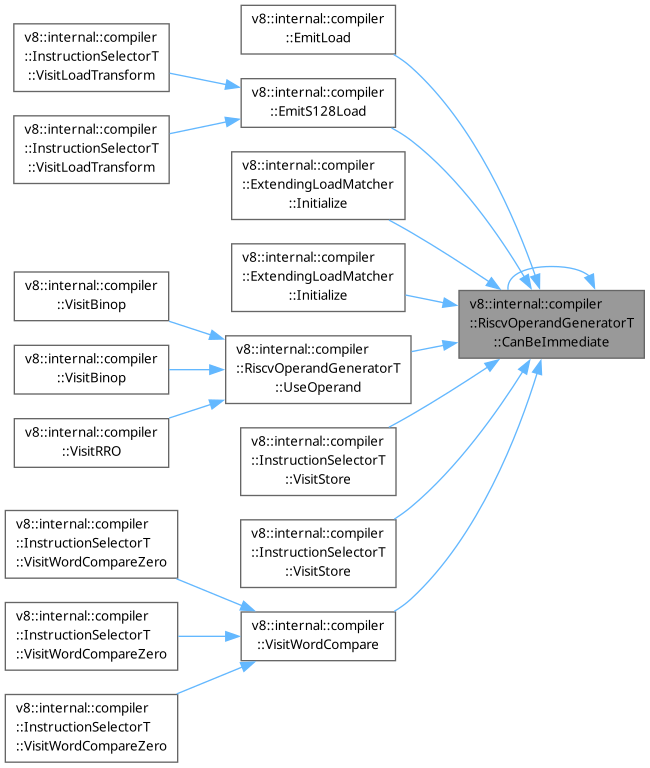 v8::internal::compiler
::EmitLoad
v8::internal::compiler
::InstructionSelectorT
::VisitLoadTransform
v8::internal::compiler
::EmitS128Load
v8::internal::compiler
::InstructionSelectorT
::VisitLoadTransform
v8::internal::compiler
::ExtendingLoadMatcher
::Initialize
v8::internal::compiler
::ExtendingLoadMatcher
::Initialize
v8::internal::compiler
::RiscvOperandGeneratorT
::CanBeImmediate
v8::internal::compiler
::VisitBinop
v8::internal::compiler
::VisitBinop
v8::internal::compiler
::RiscvOperandGeneratorT
::UseOperand
v8::internal::compiler
::VisitRRO
v8::internal::compiler
::InstructionSelectorT
::VisitStore
v8::internal::compiler
::InstructionSelectorT
::VisitStore
v8::internal::compiler
::InstructionSelectorT
::VisitWordCompareZero
v8::internal::compiler
::InstructionSelectorT
::VisitWordCompareZero
v8::internal::compiler
::VisitWordCompare
v8::internal::compiler
::InstructionSelectorT
::VisitWordCompareZero